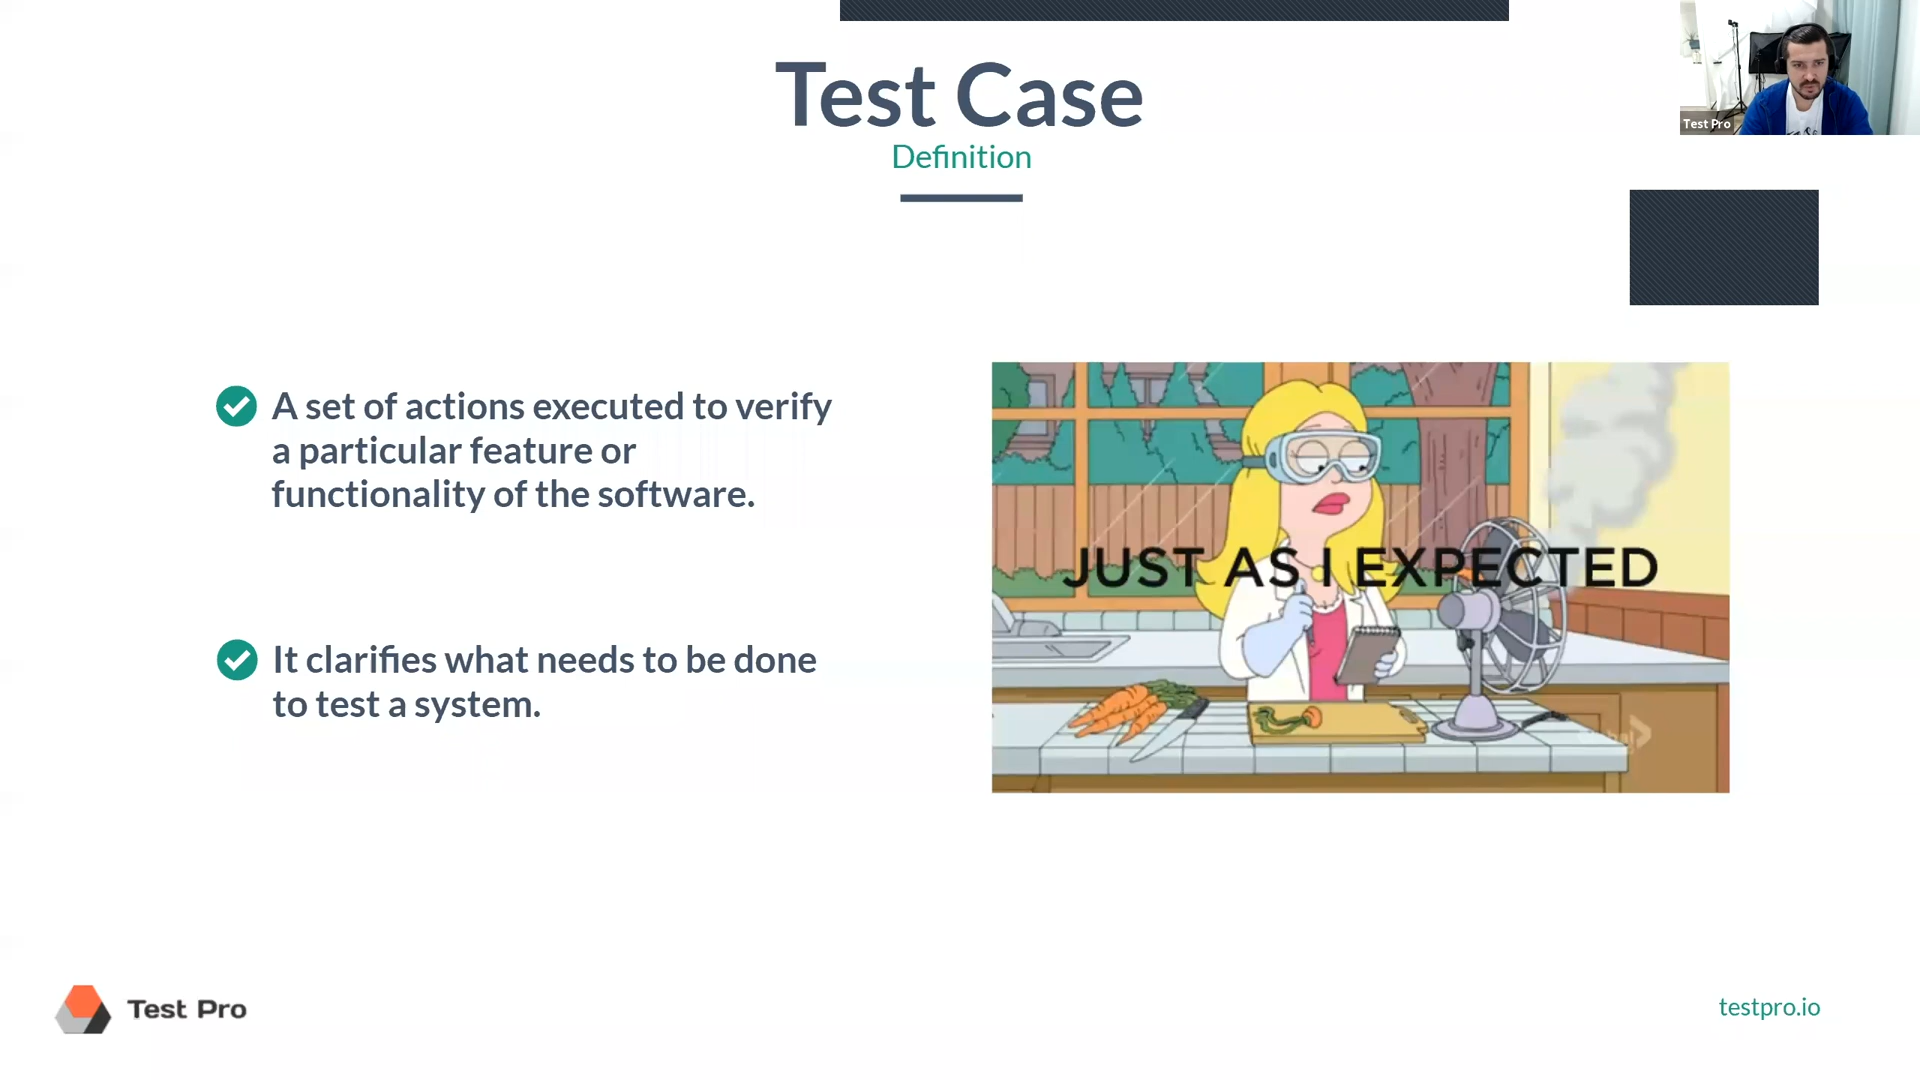 Test Case
Definition
Test Pro
A set of actions executed to verify
a particular feature or
functionality of the software.
It clarifies what needs to be done
to test a system.
JUST AS I EXPECTED
Test Pro
testpro.io